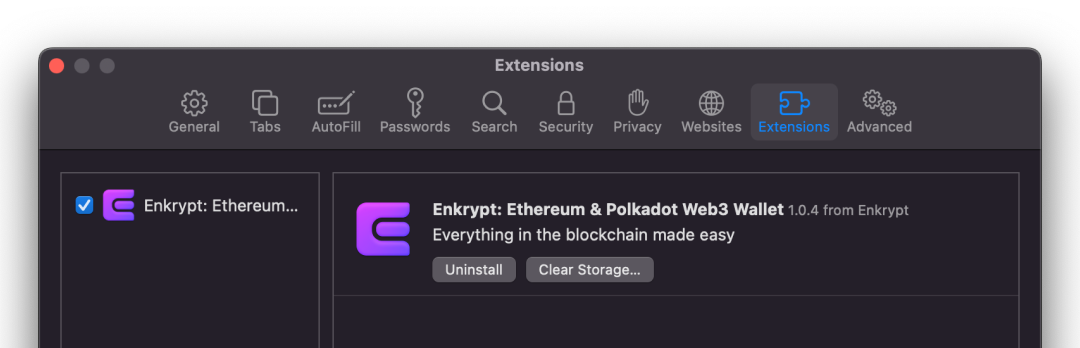 Extensions
General
Tabs
AutoFill
Passwords
Search
Security
Privacy
Websites
Extensions
Advanced
Enkrypt: Ethereum...
Enkrypt: Ethereum & Polkadot Web3 Wallet 1.0.4 from Enkrypt
Everything in the blockchain made easy
Uninstall
Clear Storage...